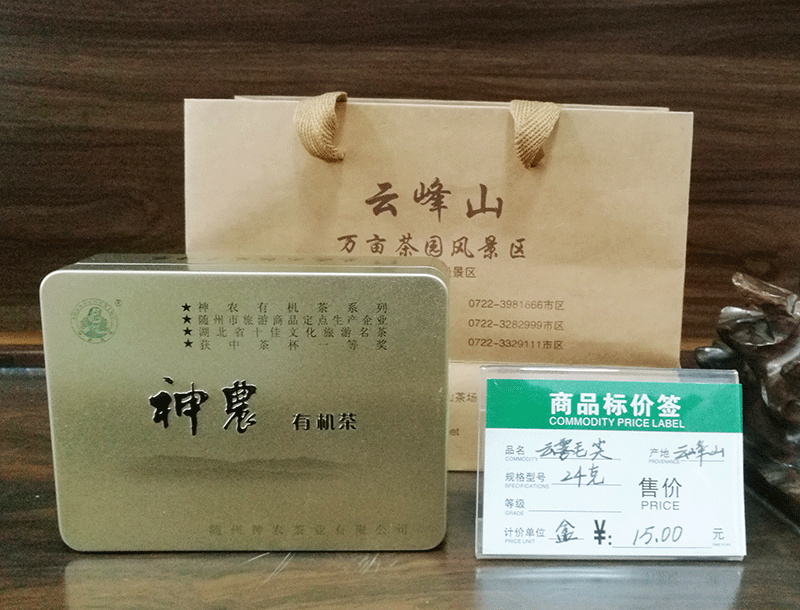 云峰山
万亩茶园风景区
景区
0722-3981666市区
0722-3282999市区
0722-3329111市区
山茶场
et
★神农有机茶系列
★随州市旅游商品定点生产企业
★湖北省十佳文化旅游名茶
★获中茶杯一等奖
神農 有机茶
随州神农茶业有限公司
商品标价签
COMMODITY PRICE LABEL
品名 云雾毛尖 产地 云峰山
COMMODITY PROVENANCE
规格型号 24克
SPECIFICATIONS
售价
PRICE
等级
GRADE
计价单位 盒 ¥: 15.00 元
PRICE UNIT